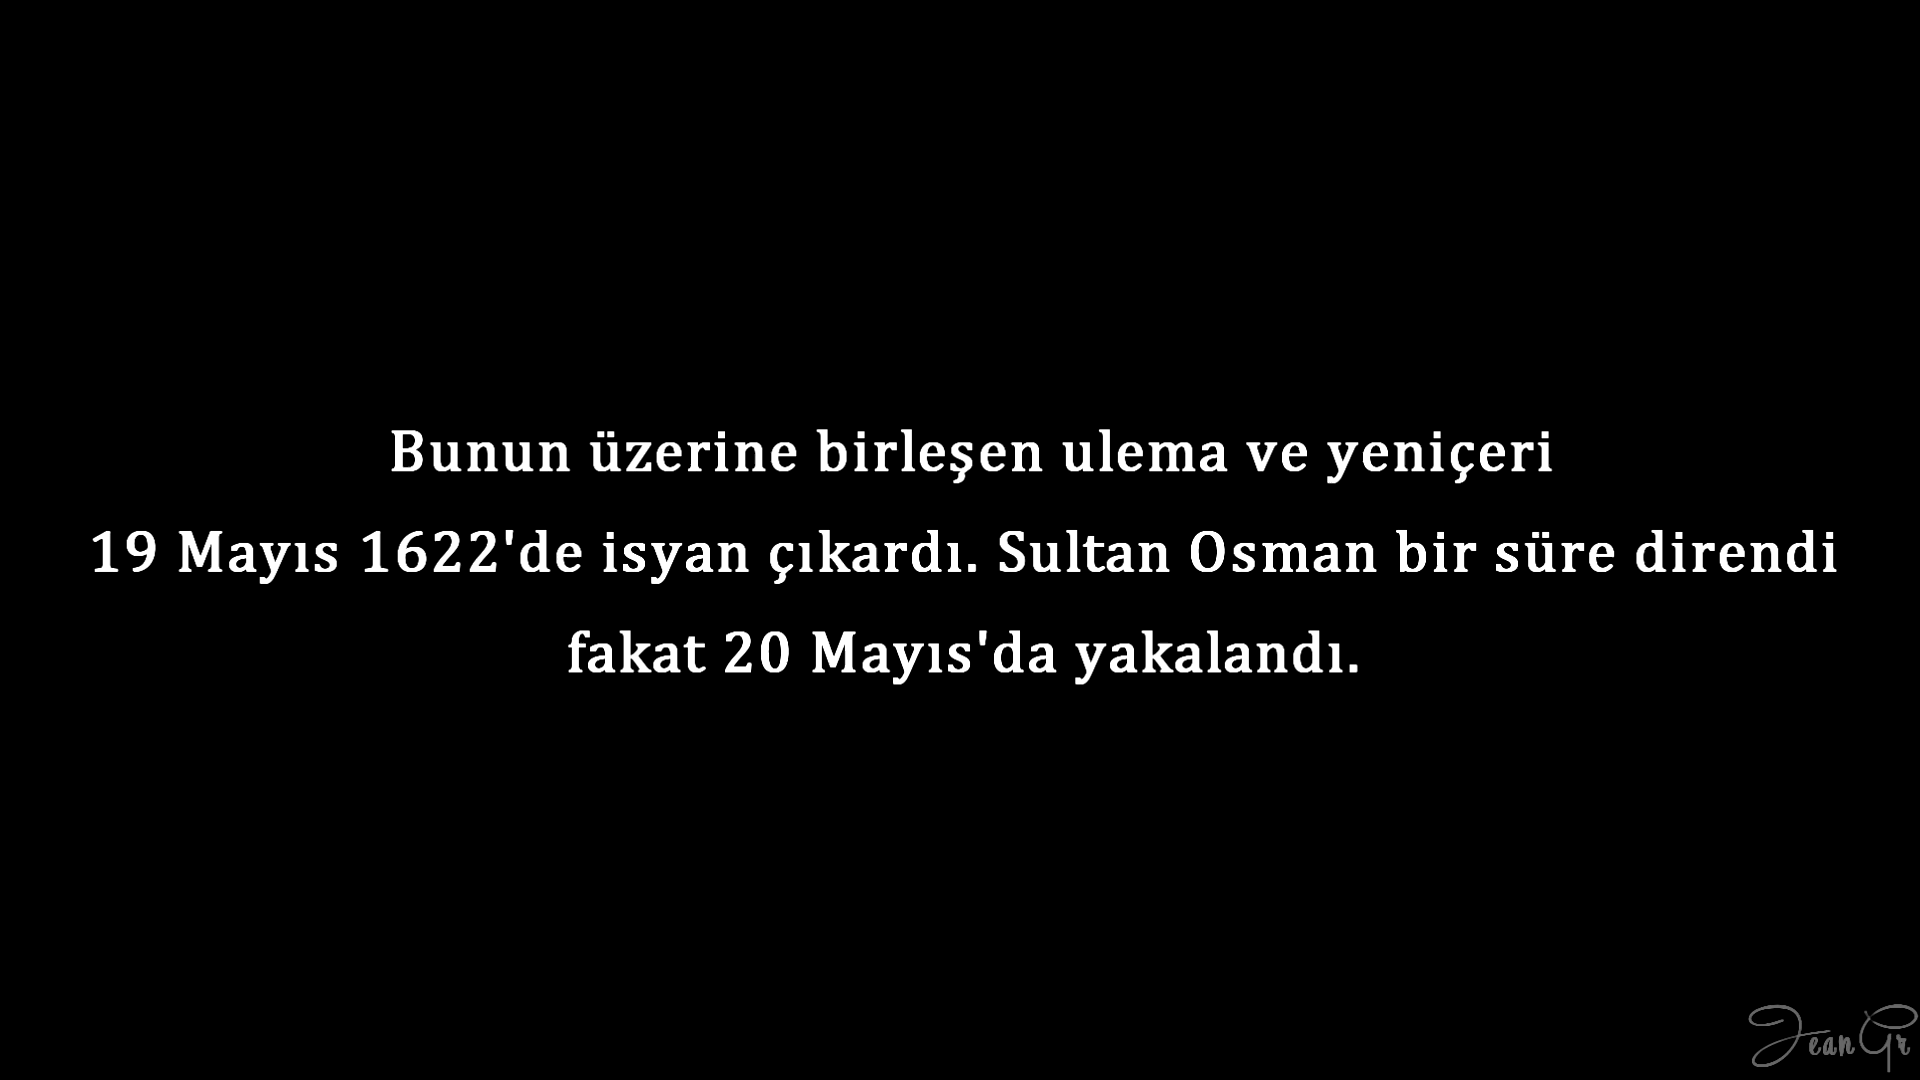 Bunun üzerine birleşen ulema ve yeniçeri
19 Mayıs 1622'de isyan çıkardı. Sultan Osman bir süre direndi
fakat 20 Mayıs'da yakalandı.
JeanGr